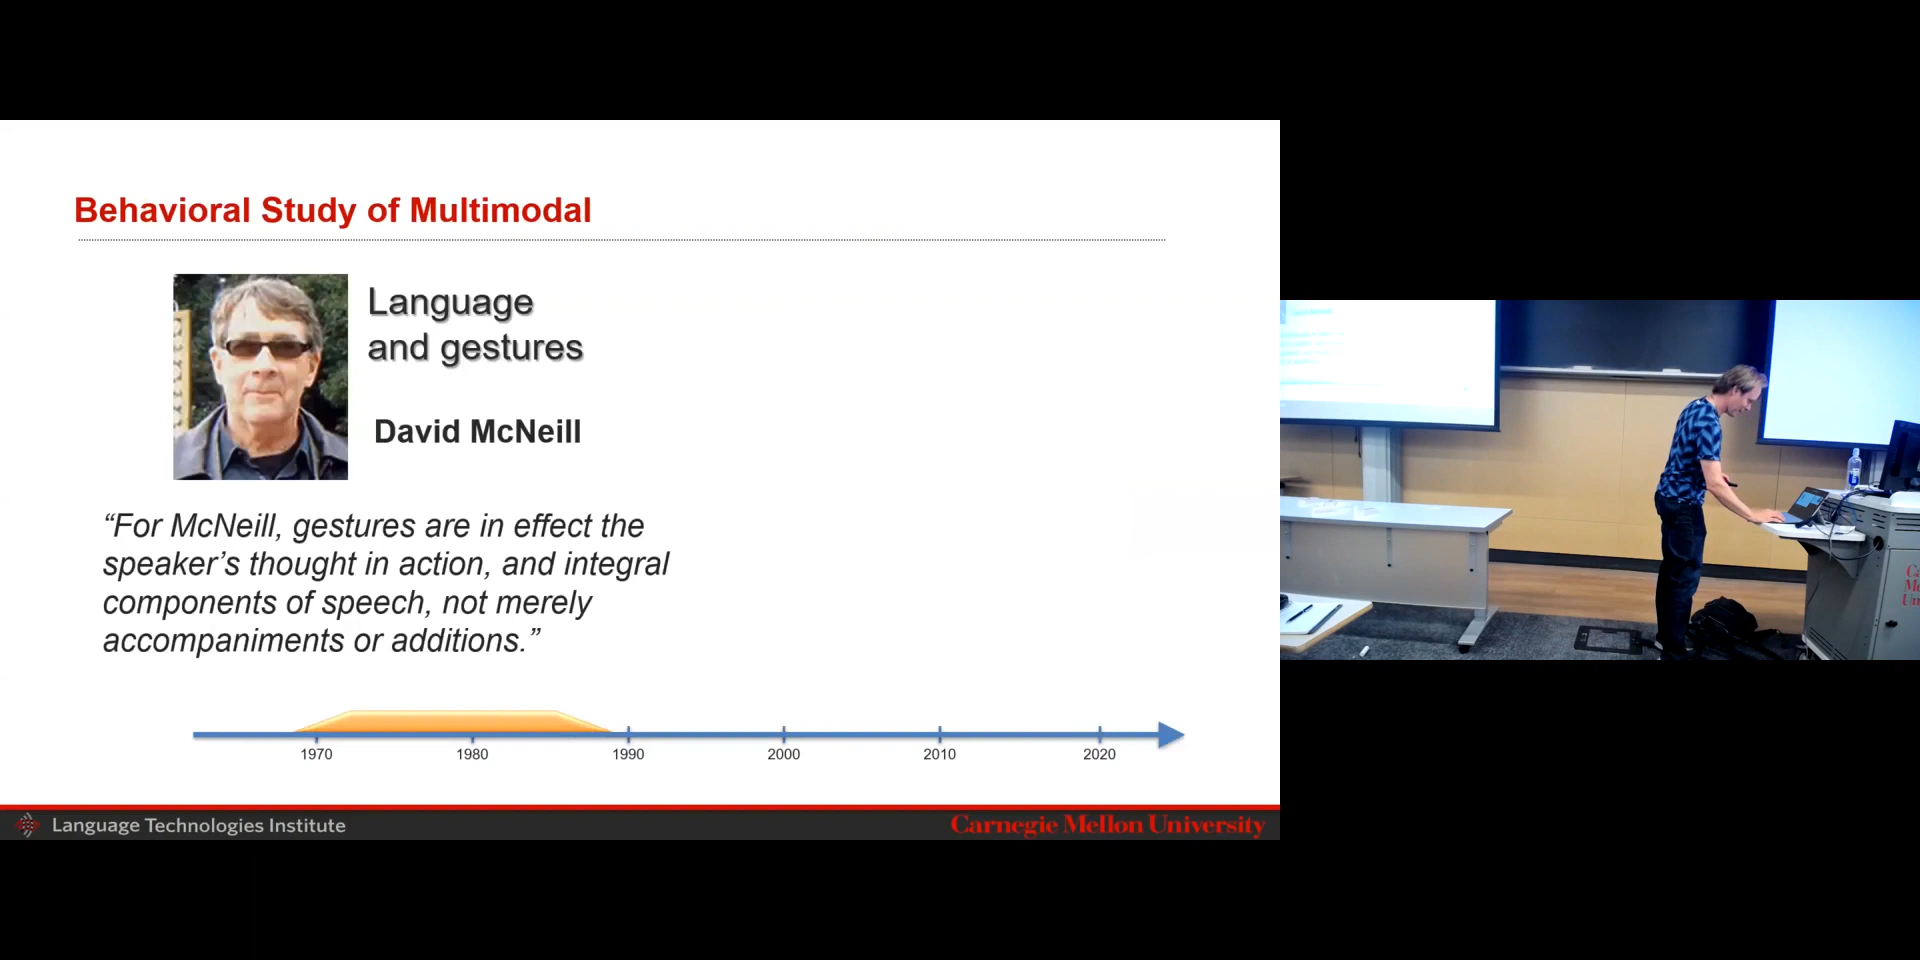 Behavioral Study of Multimodal
Language
and gestures
David McNeill
“For McNeill, gestures are in effect the
speaker’s thought in action, and integral
components of speech, not merely
accompaniments or additions.”
1970 1980 1990 2000 2010 2020
Language Technologies Institute
Carnegie Mellon University